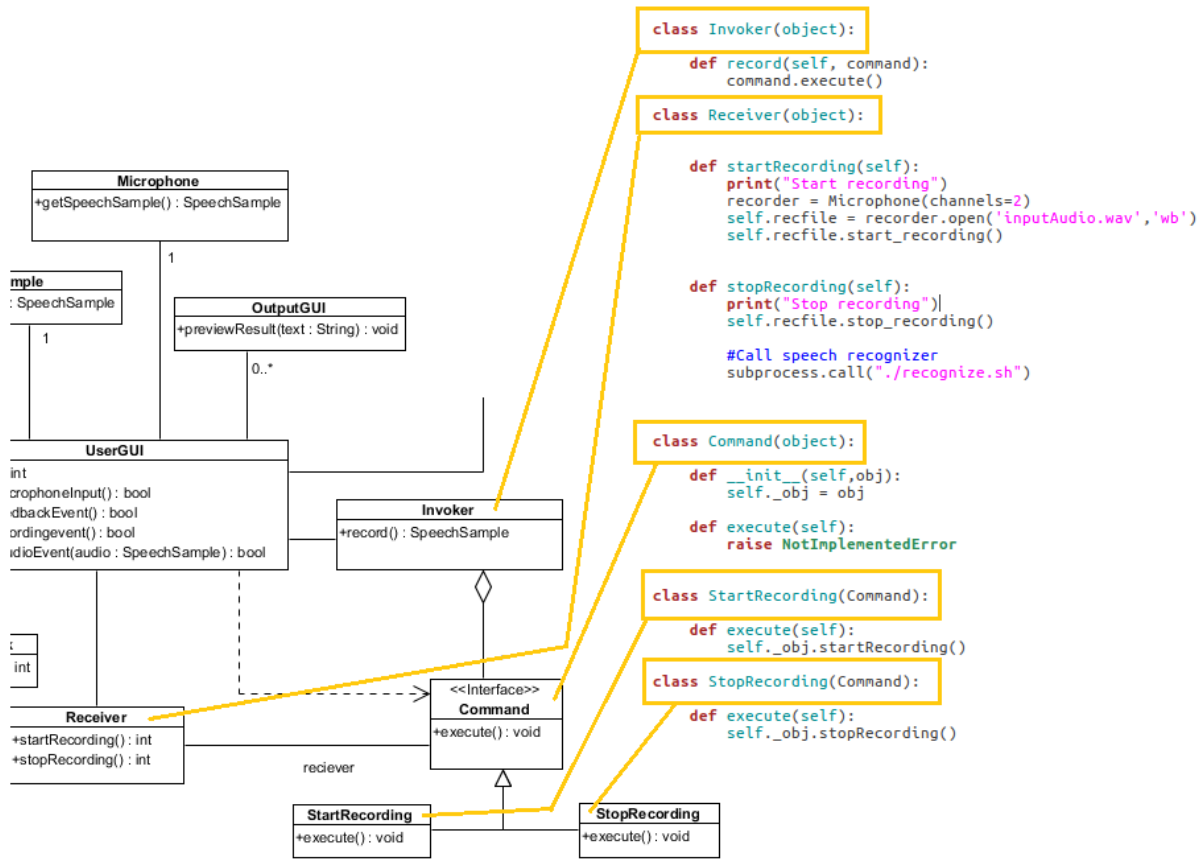 Microphone
+getSpeechSample() : SpeechSample
1
mple
: SpeechSample
1
OutputGUI
+previewResult(text : String) : void
0..*
UserGUI
int
crophoneInput() : bool
edbackEvent() : bool
ordingevent() : bool
udioEvent(audio : SpeechSample) : bool
Invoker
+record() : SpeechSample
int
<<Interface>>
Command
+execute() : void
Receiver
+startRecording() : int
+stopRecording() : int
reciever
StartRecording
+execute() : void
StopRecording
+execute() : void
class Invoker(object):
def record(self, command):
command.execute()
class Receiver(object):
def startRecording(self):
print("Start recording")
recorder = Microphone(channels=2)
self.recfile = recorder.open('inputAudio.wav','wb')
self.recfile.start_recording()
def stopRecording(self):
print("Stop recording")
self.recfile.stop_recording()
#Call speech recognizer
subprocess.call("./recognize.sh")
class Command(object):
def __init__(self,obj):
self._obj = obj
def execute(self):
raise NotImplementedError
class StartRecording(Command):
def execute(self):
self._obj.startRecording()
class StopRecording(Command):
def execute(self):
self._obj.stopRecording()